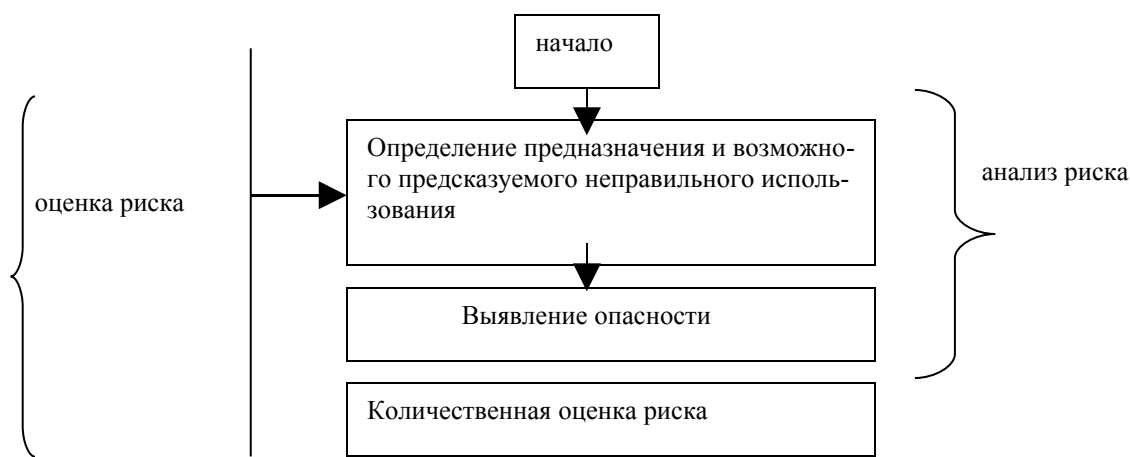 начало
Определение предназначения и возможно-
го предсказуемого неправильного исполь-
зования
анализ риска
оценка риска
Выявление опасности
Количественная оценка риска